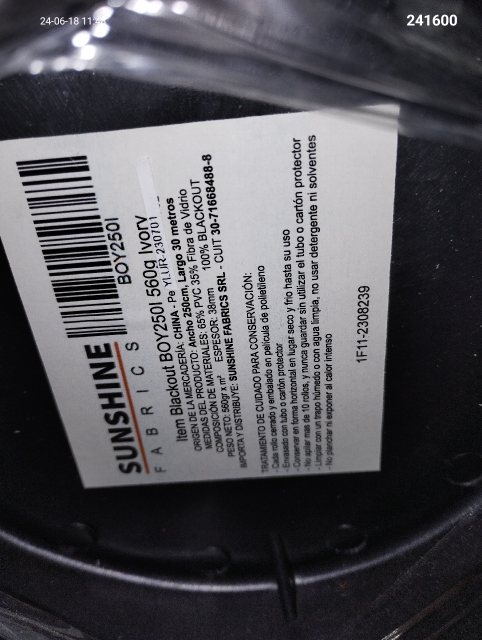 24-06-18 11:
241600
SUNSHINE
FABRICS
BOY250I
Item Blackout BOY250I 560g Ivory
ORIGEN DE LA MERCADERÍA: CHINA - Pe YLUR-230701
MEDIDAS DEL PRODUCTO: Ancho 250cm, Largo 30 metros
COMPOSICIÓN DE MATERIALES: 65% PVC 35% Fibra de Vidrio
ESPESOR: 38mm 100% BLACKOUT
PESO NETO: 560gr x m²
IMPORTA Y DISTRIBUYE: SUNSHINE FABRICS SRL - CUIT 30-71668488-8
TRATAMIENTO DE CUIDADO PARA CONSERVACIÓN:
- Cada rollo cerrado y embalado en película de polietileno
- Envasado con tubo o cartón protector
- Conservar en forma horizontal en lugar seco y frío hasta su uso
- No apilar mas de 10 rollos, y nunca guardar sin utilizar el tubo o cartón protector
- Limpiar con un trapo húmedo o con agua limpia, no usar detergente ni solventes
- No planchar ni exponer al calor intenso
1F11-2308239